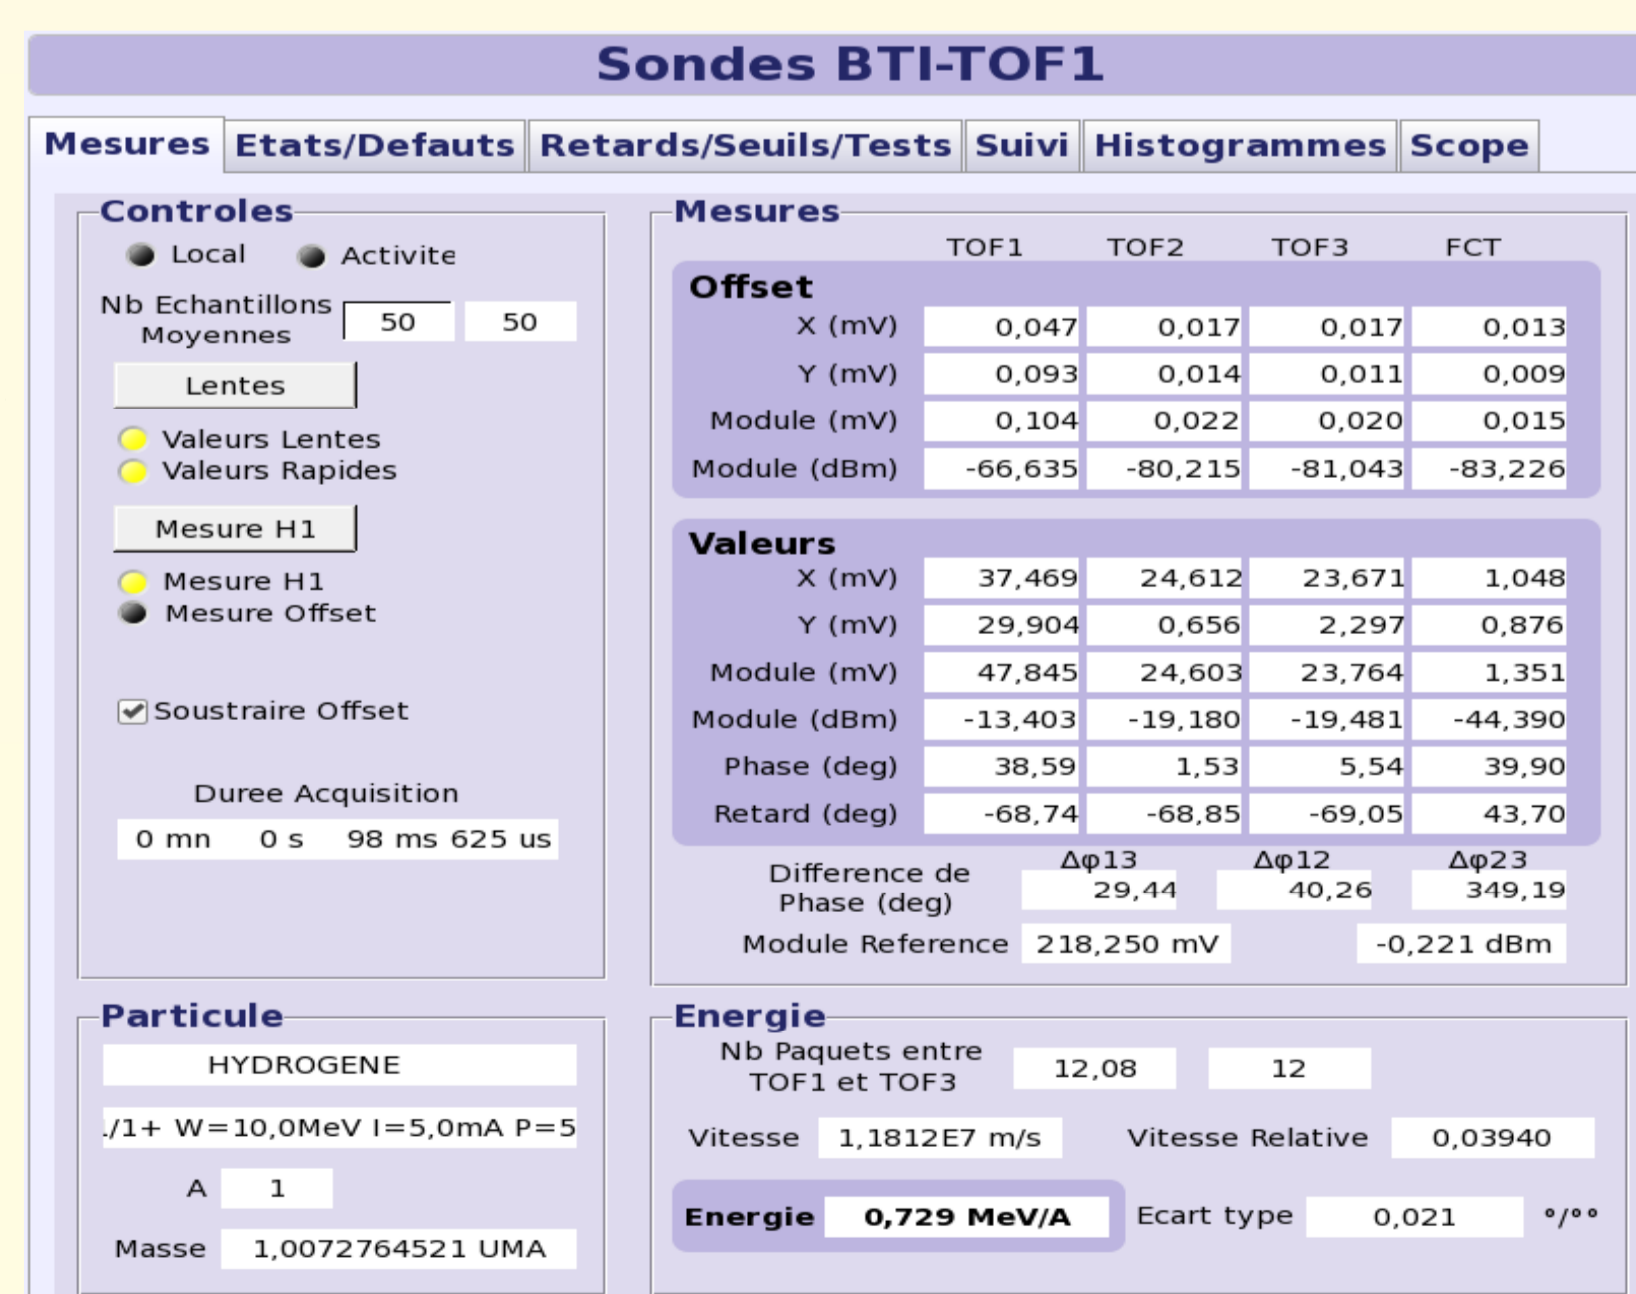 Sondes BTI-TOF1
Mesures Etats/Defauts Retards/Seuils/Tests Suivi Histogrammes Scope
Controles
Local Activite
Nb Echantillons
Moyennes 50 50
Lentes
Valeurs Lentes
Valeurs Rapides
Mesure H1
Mesure H1
Mesure Offset
Soustraire Offset
Duree Acquisition
0 mn 0 s 98 ms 625 us
Mesures
TOF1 TOF2 TOF3 FCT
Offset
X (mV) 0,047 0,017 0,017 0,013
Y (mV) 0,093 0,014 0,011 0,009
Module (mV) 0,104 0,022 0,020 0,015
Module (dBm) -66,635 -80,215 -81,043 -83,226
Valeurs
X (mV) 37,469 24,612 23,671 1,048
Y (mV) 29,904 0,656 2,297 0,876
Module (mV) 47,845 24,603 23,764 1,351
Module (dBm) -13,403 -19,180 -19,481 -44,390
Phase (deg) 38,59 1,53 5,54 39,90
Retard (deg) -68,74 -68,85 -69,05 43,70
Δφ13 Δφ12 Δφ23
Difference de
Phase (deg) 29,44 40,26 349,19
Module Reference 218,250 mV -0,221 dBm
Particule
HYDROGENE
/1+ W=10,0MeV I=5,0mA P=5
A 1
Masse 1,0072764521 UMA
Energie
Nb Paquets entre
TOF1 et TOF3 12,08 12
Vitesse 1,1812E7 m/s Vitesse Relative 0,03940
Energie 0,729 MeV/A Ecart type 0,021 °/°°